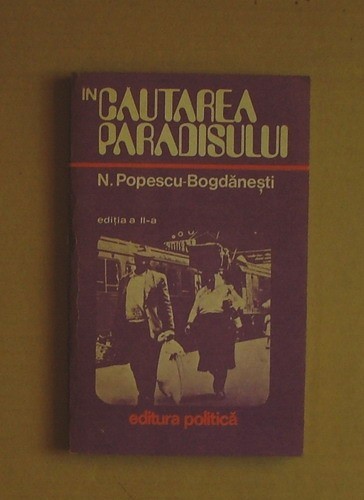 IN
CAUTAREA
PARADISULUI
N. Popescu-Bogdănești
ediția a II-a
editura politică